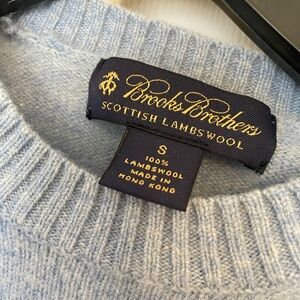 Brooks Brothers
SCOTTISH LAMBSWOOL
S
100%
LAMBSWOOL
MADE IN
HONG KONG